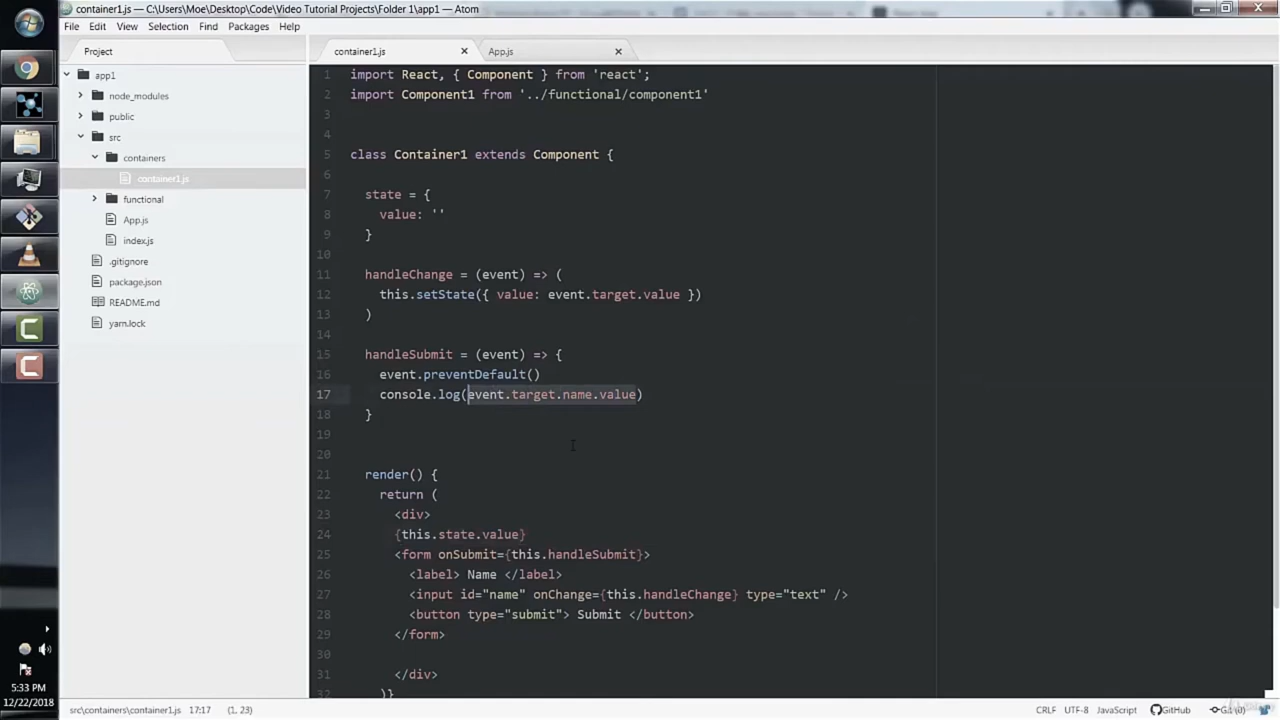 container1.js — C:\Users\Moe\Desktop\Code\Video Tutorial Projects\Folder 1\app1 — Atom
File Edit View Selection Find Packages Help
Project
container1.js
App.js
app1
node_modules
public
src
containers
container1.js
functional
App.js
index.js
.gitignore
package.json
README.md
yarn.lock
1 import React, { Component } from 'react';
2 import Component1 from '../functional/component1'
3
4
5 class Container1 extends Component {
6
7 state = {
8 value: ''
9 }
10
11 handleChange = (event) => (
12 this.setState({ value: event.target.value })
13 )
14
15 handleSubmit = (event) => {
16 event.preventDefault()
17 console.log(event.target.name.value)
18 }
19
20
21 render() {
22 return (
23 <div>
24 {this.state.value}
25 <form onSubmit={this.handleSubmit}>
26 <label> Name </label>
27 <input id="name" onChange={this.handleChange} type="text" />
28 <button type="submit"> Submit </button>
29 </form>
30
31 </div>
32 )}
5:33 PM
12/22/2018
src\containers\container1.js 17:17 (1, 23)
CRLF UTF-8 JavaScript GitHub Git (0)